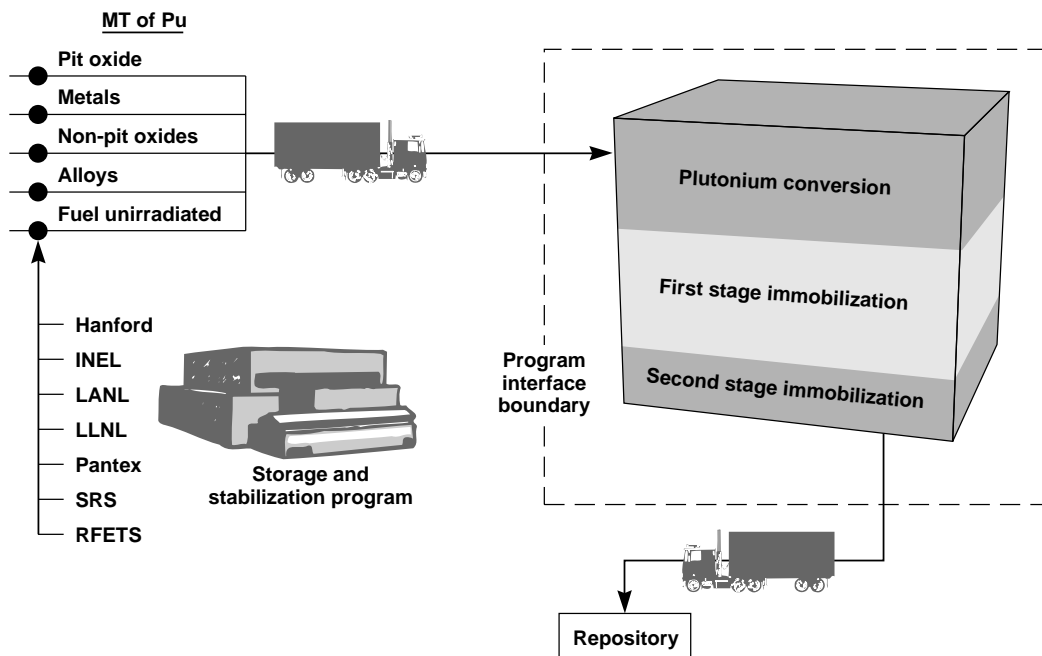 MT of Pu
Pit oxide
Metals
Non-pit oxides
Alloys
Fuel unirradiated
Hanford
INEL
LANL
LLNL
Pantex
SRS
RFETS
Storage and
stabilization program
Program
interface
boundary
Plutonium conversion
First stage immobilization
Second stage immobilization
Repository